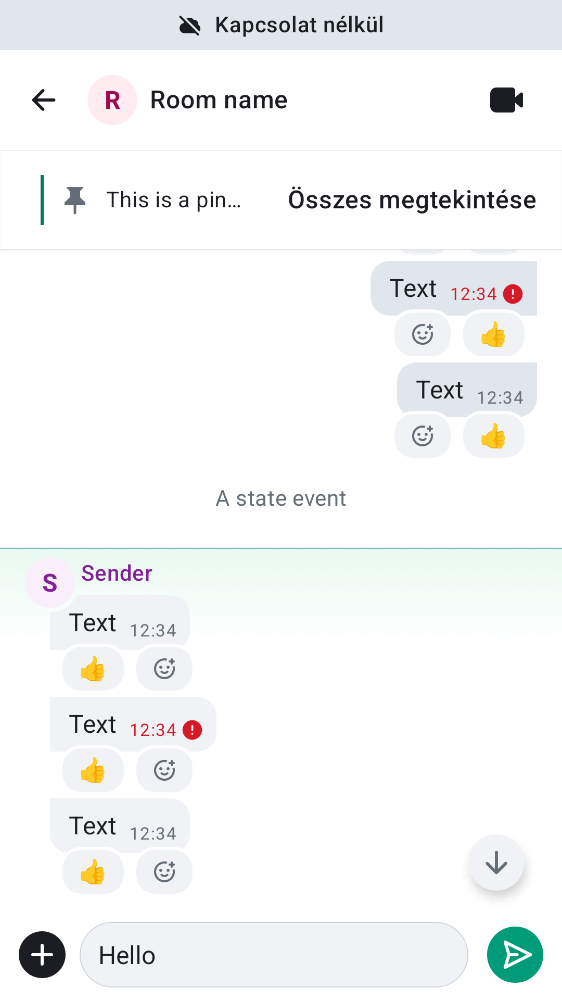 Kapcsolat nélkül
R Room name
This is a pin… Összes megtekintése
Text 12:34
👍
Text 12:34
👍
A state event
S Sender
Text 12:34
👍
Text 12:34
👍
Text 12:34
👍
Hello